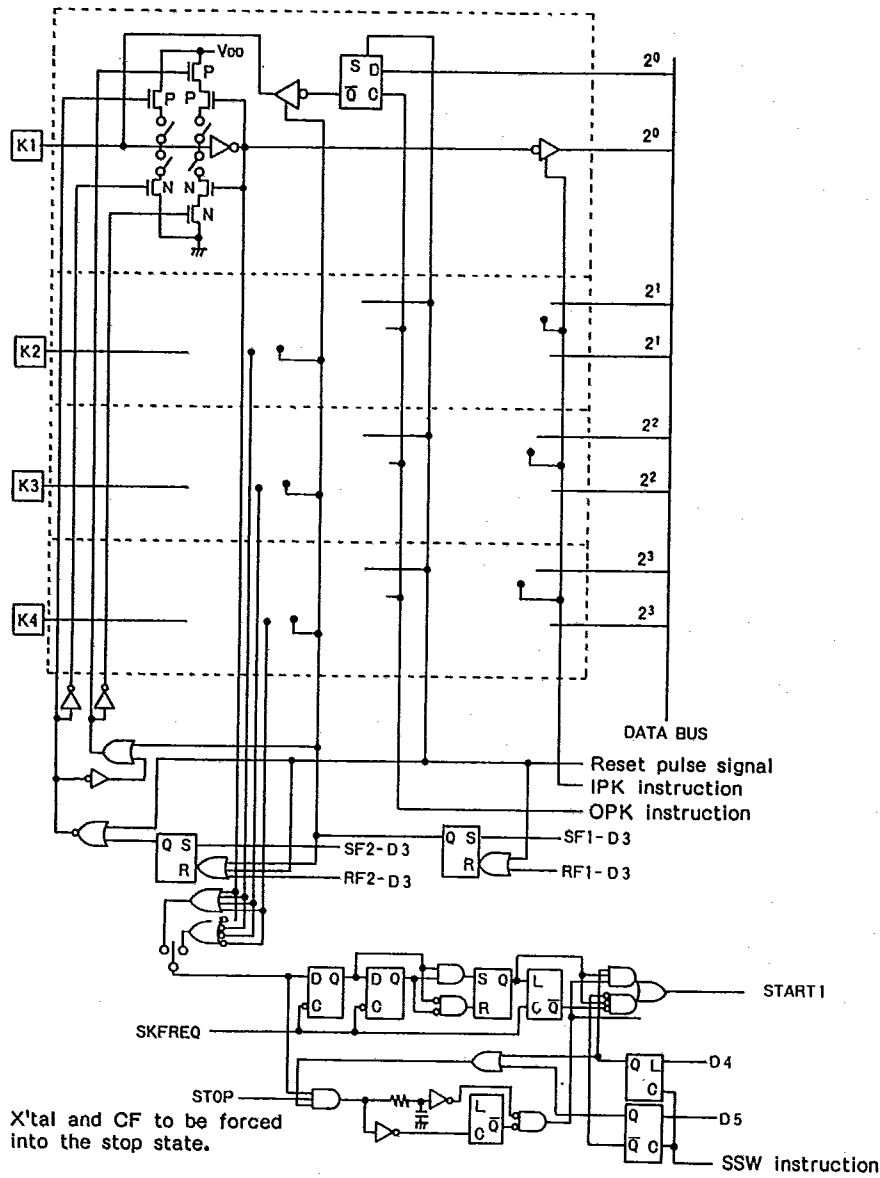 VDD
P
P P
S D
Q C
2⁰
K1
2⁰
N N
N
2¹
K2
2¹
2²
K3
2²
2³
K4
2³
DATA BUS
Reset pulse signal
IPK instruction
OPK instruction
Q S
R
SF2-D3
RF2-D3
Q S
R
SF1-D3
RF1-D3
D Q
C
D Q
C
S Q
R
L
C Q
START1
SKFREQ
Q L
C
D4
STOP
L
C Q
Q
Q C
D5
X'tal and CF to be forced
into the stop state.
SSW instruction